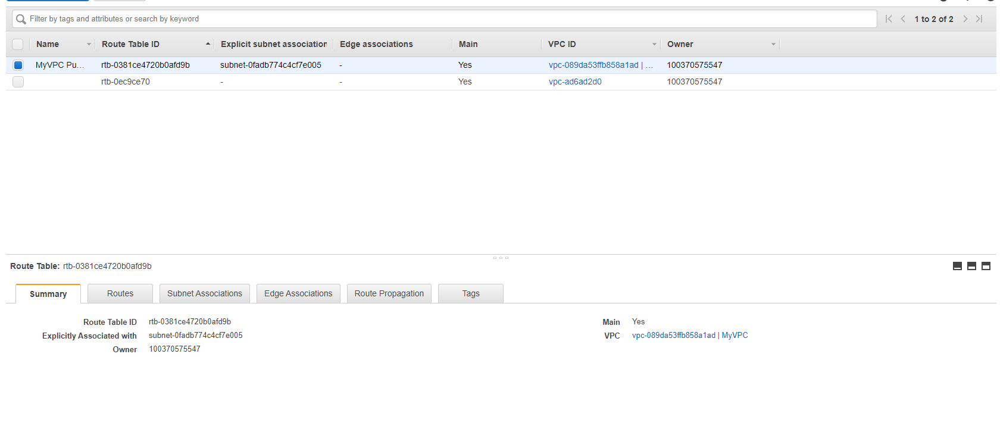 Filter by tags and attributes or search by keyword
1 to 2 of 2
Name Route Table ID Explicit subnet association Edge associations Main VPC ID Owner
MyVPC Pu... rtb-0381ce4720b0afd9b subnet-0fadb774c4cf7e005 - Yes vpc-089da53ffb858a1ad | ... 100370575547
rtb-0ec9ce70 - - Yes vpc-ad6ad2d0 100370575547
Route Table: rtb-0381ce4720b0afd9b
Summary Routes Subnet Associations Edge Associations Route Propagation Tags
Route Table ID rtb-0381ce4720b0afd9b Main Yes
Explicitly Associated with subnet-0fadb774c4cf7e005 VPC vpc-089da53ffb858a1ad | MyVPC
Owner 100370575547